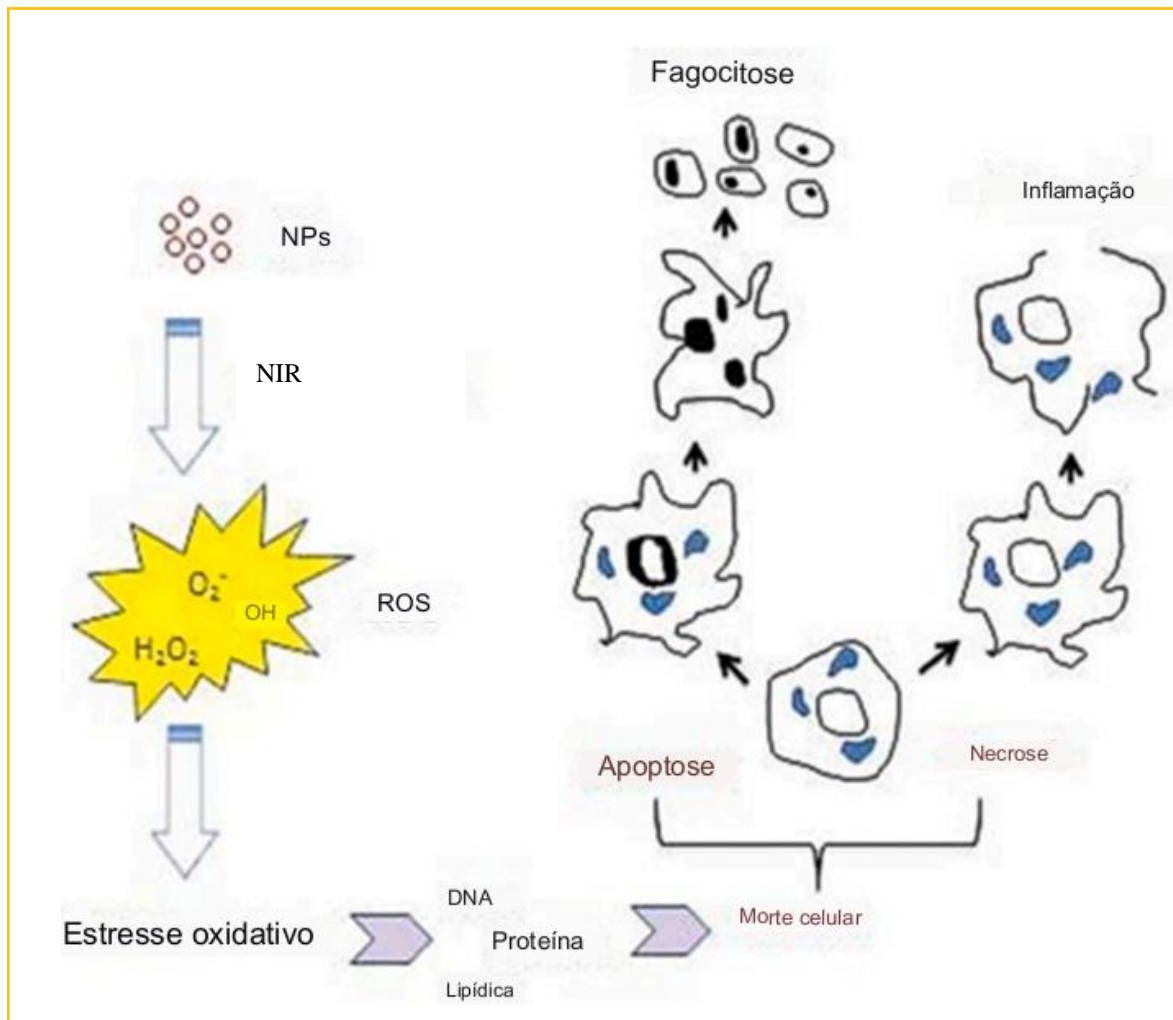 Fagocitose
Inflamação
NPs
NIR
O₂⁻
OH
H₂O₂
ROS
Apoptose
Necrose
DNA
Estresse oxidativo
Proteína
Morte celular
Lipídica